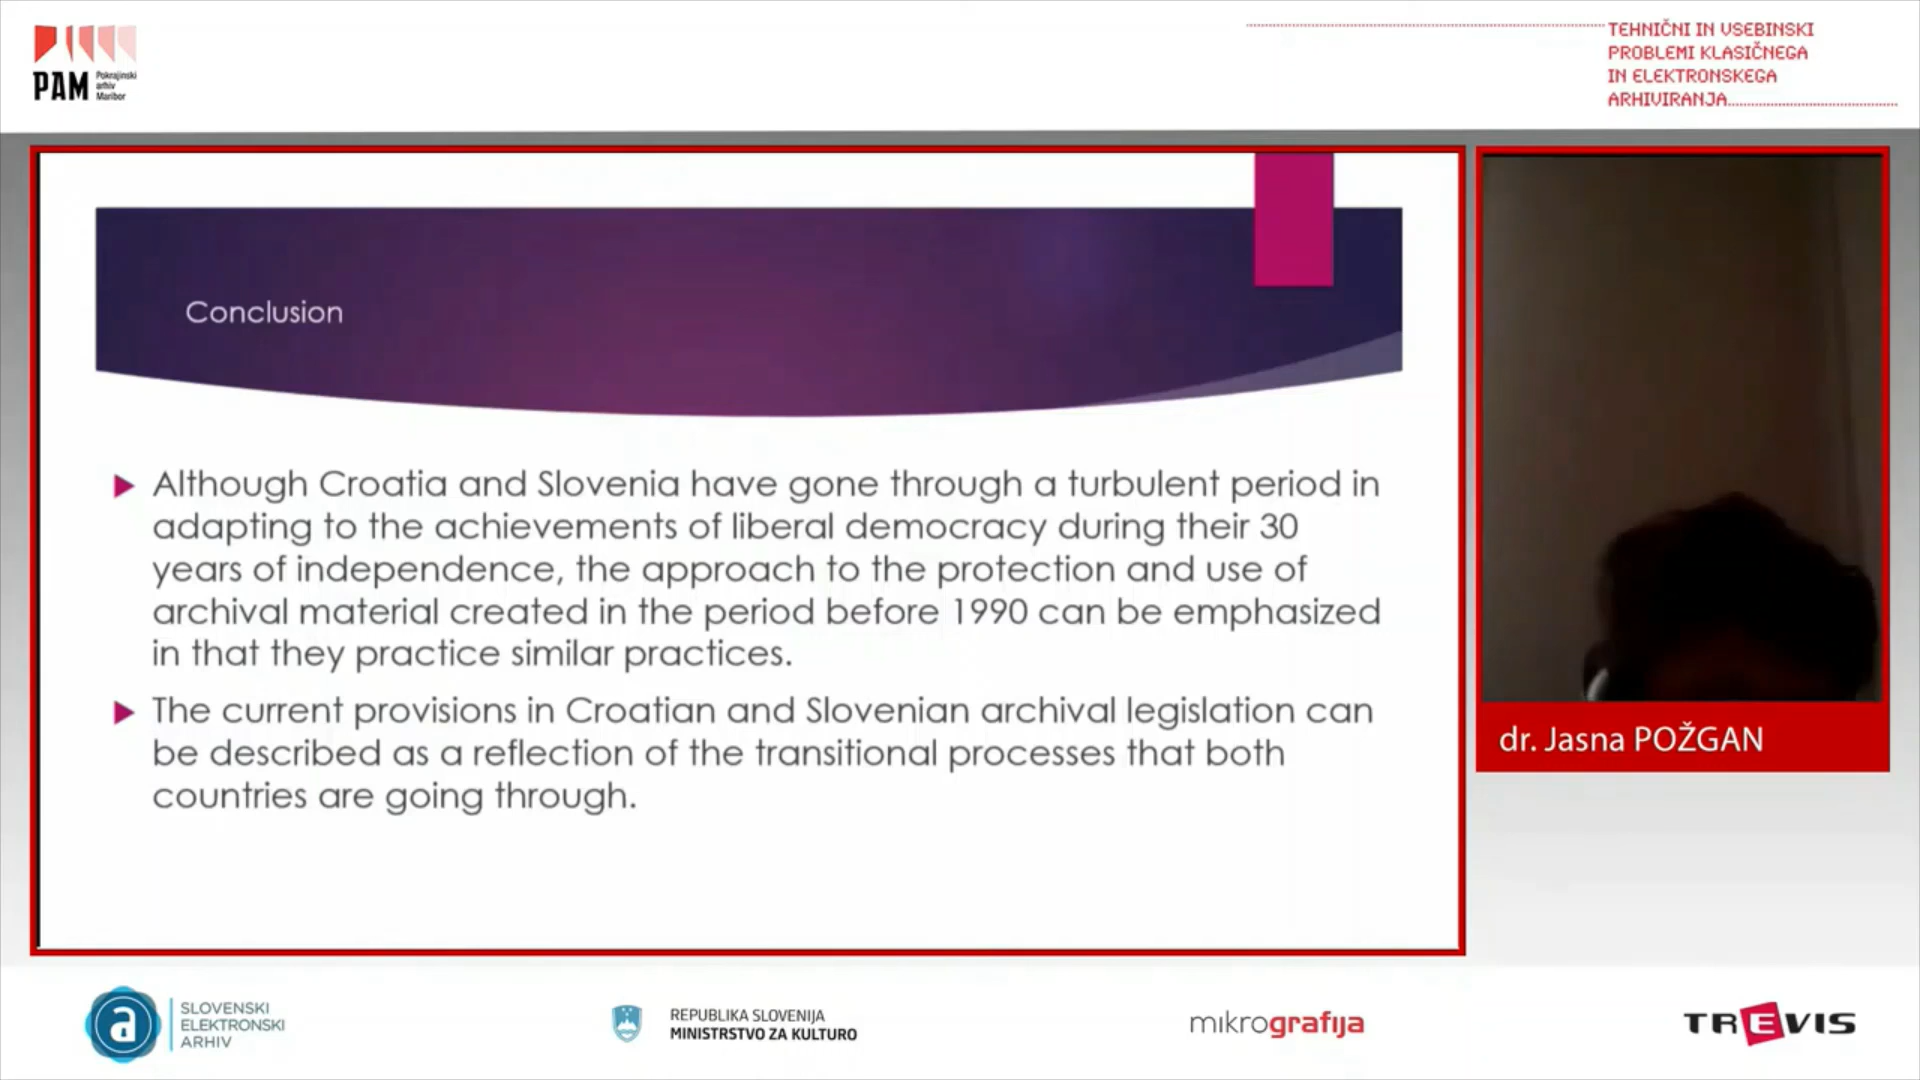 PAM
Pokrajinski
arhiv
Maribor
TEHNIČNI IN VSEBINSKI
PROBLEMI KLASIČNEGA
IN ELEKTRONSKEGA
ARHIVIRANJA
Conclusion
Although Croatia and Slovenia have gone through a turbulent period in
adapting to the achievements of liberal democracy during their 30
years of independence, the approach to the protection and use of
archival material created in the period before 1990 can be emphasized
in that they practice similar practices.
The current provisions in Croatian and Slovenian archival legislation can
be described as a reflection of the transitional processes that both
countries are going through.
dr. Jasna POŽGAN
a
SLOVENSKI
ELEKTRONSKI
ARHIV
REPUBLIKA SLOVENIJA
MINISTRSTVO ZA KULTURO
mikrografija
TREVIS